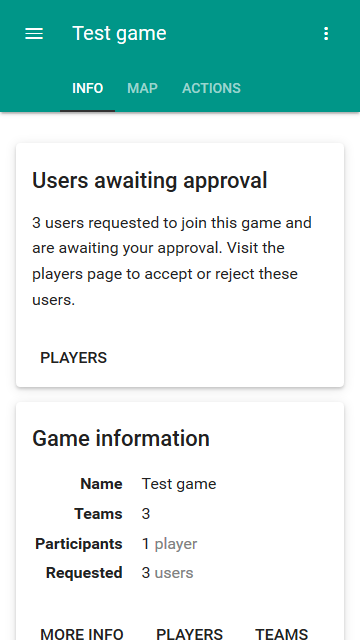 Test game
INFO MAP ACTIONS
Users awaiting approval
3 users requested to join this game and
are awaiting your approval. Visit the
players page to accept or reject these
users.
PLAYERS
Game information
Name Test game
Teams 3
Participants 1 player
Requested 3 users
MORE INFO PLAYERS TEAMS